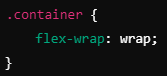 .container {
    flex-wrap: wrap;
}